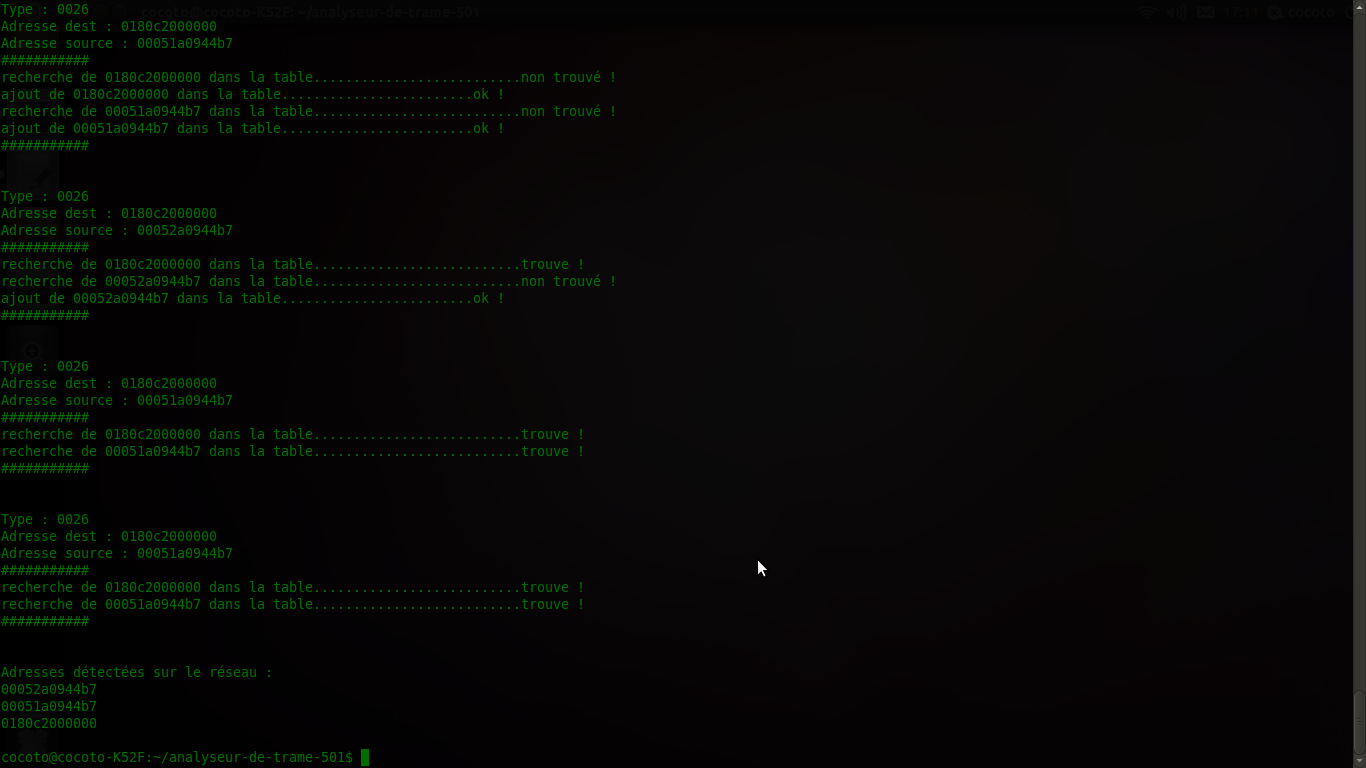 cocoto@cocoto-K52F: ~/analyseur-de-trame-501
17:11 cocoto
Type : 0026
Adresse dest : 0180c2000000
Adresse source : 00051a0944b7
###########
recherche de 0180c2000000 dans la table..........................non trouvé !
ajout de 0180c2000000 dans la table........................ok !
recherche de 00051a0944b7 dans la table..........................non trouvé !
ajout de 00051a0944b7 dans la table........................ok !
###########
Type : 0026
Adresse dest : 0180c2000000
Adresse source : 00052a0944b7
###########
recherche de 0180c2000000 dans la table..........................trouve !
recherche de 00052a0944b7 dans la table..........................non trouvé !
ajout de 00052a0944b7 dans la table........................ok !
###########
Type : 0026
Adresse dest : 0180c2000000
Adresse source : 00051a0944b7
###########
recherche de 0180c2000000 dans la table..........................trouve !
recherche de 00051a0944b7 dans la table..........................trouve !
###########
Type : 0026
Adresse dest : 0180c2000000
Adresse source : 00051a0944b7
###########
recherche de 0180c2000000 dans la table..........................trouve !
recherche de 00051a0944b7 dans la table..........................trouve !
###########
Adresses détectées sur le réseau :
00052a0944b7
00051a0944b7
0180c2000000
cocoto@cocoto-K52F:~/analyseur-de-trame-501$